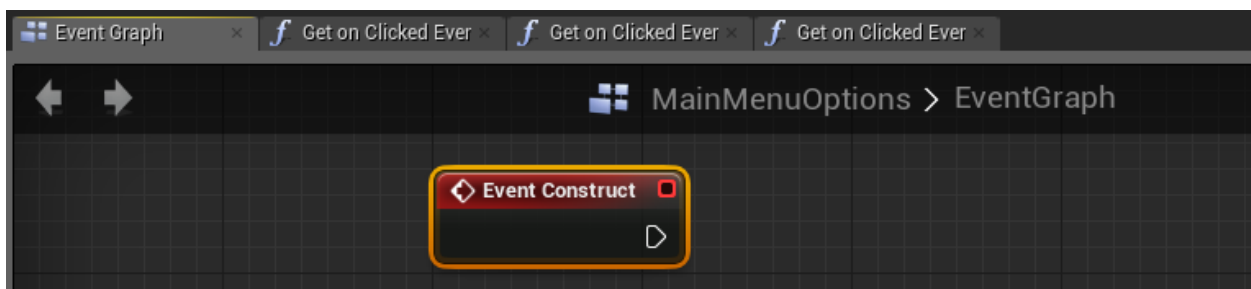 Event Graph
Get on Clicked Ever
Get on Clicked Ever
Get on Clicked Ever
MainMenuOptions > EventGraph
Event Construct